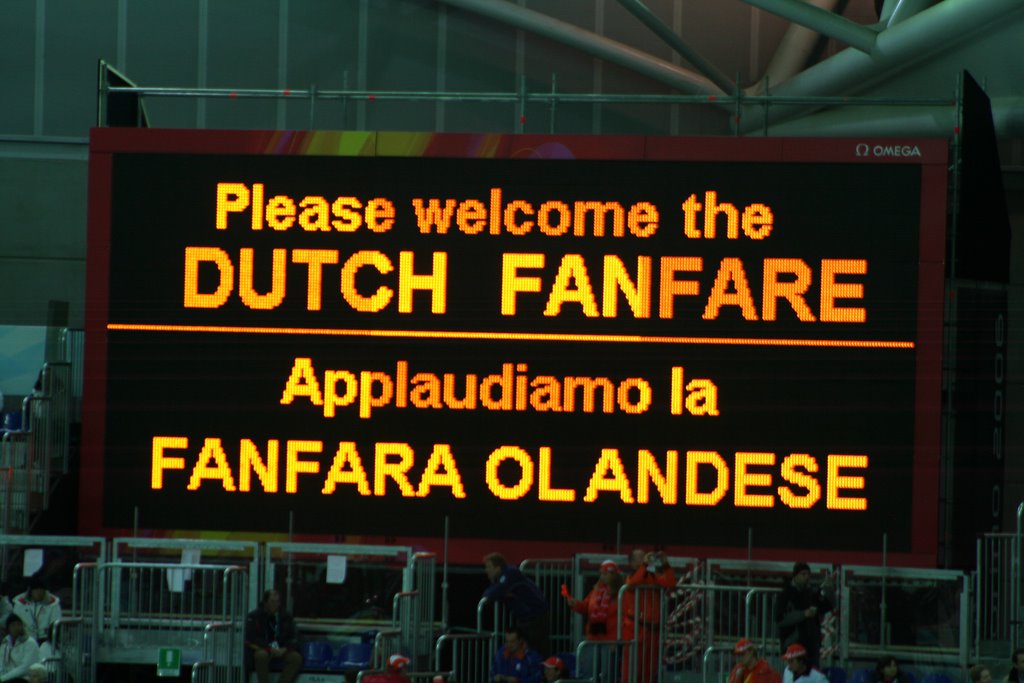 Ω OMEGA
Please welcome the
DUTCH FANFARE
Applaudiamo la
FANFARA OLANDESE